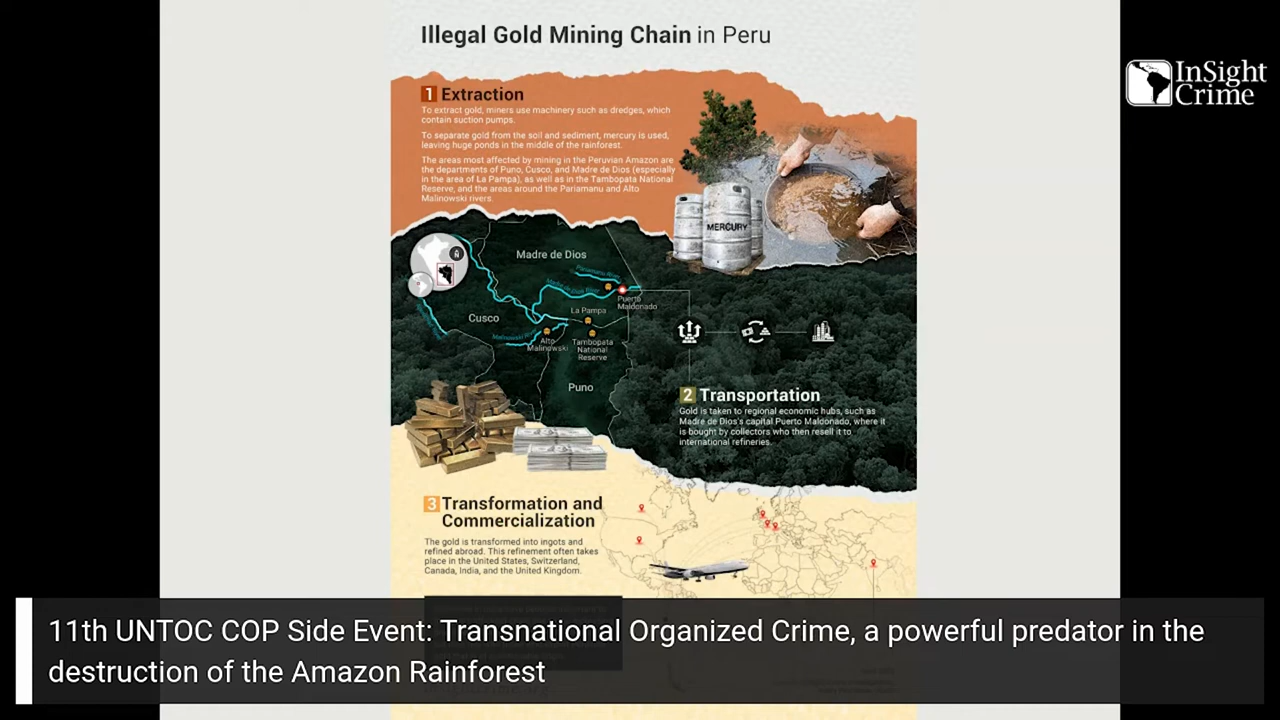 Illegal Gold Mining Chain in Peru
InSight
Crime
1 Extraction
To extract gold, miners use machinery such as dredges, which
contain suction pumps.
To separate gold from the soil and sediment, mercury is used,
leaving huge ponds in the middle of the rainforest.
The areas most affected by mining in the Peruvian Amazon are
the departments of Puno, Cusco, and Madre de Dios (especially
in the area of La Pampa), as well as in the Tambopata National
Reserve, and the areas around the Pariamanu and Alto
Malinowski rivers.
MERCURY
N
Madre de Dios
Pariamanu River
Madre de Dios River
Puerto
Maldonado
La Pampa
Cusco
Malinowski River
Alto
Malinowski
Tambopata
National
Reserve
Puno
2 Transportation
Gold is taken to regional economic hubs, such as
Madre de Dios's capital Puerto Maldonado, where it
is bought by collectors who then resell it to
international refineries.
3 Transformation and
Commercialization
The gold is transformed into ingots and
refined abroad. This refinement often takes
place in the United States, Switzerland,
Canada, India, and the United Kingdom.
11th UNTOC COP Side Event: Transnational Organized Crime, a powerful predator in the
destruction of the Amazon Rainforest